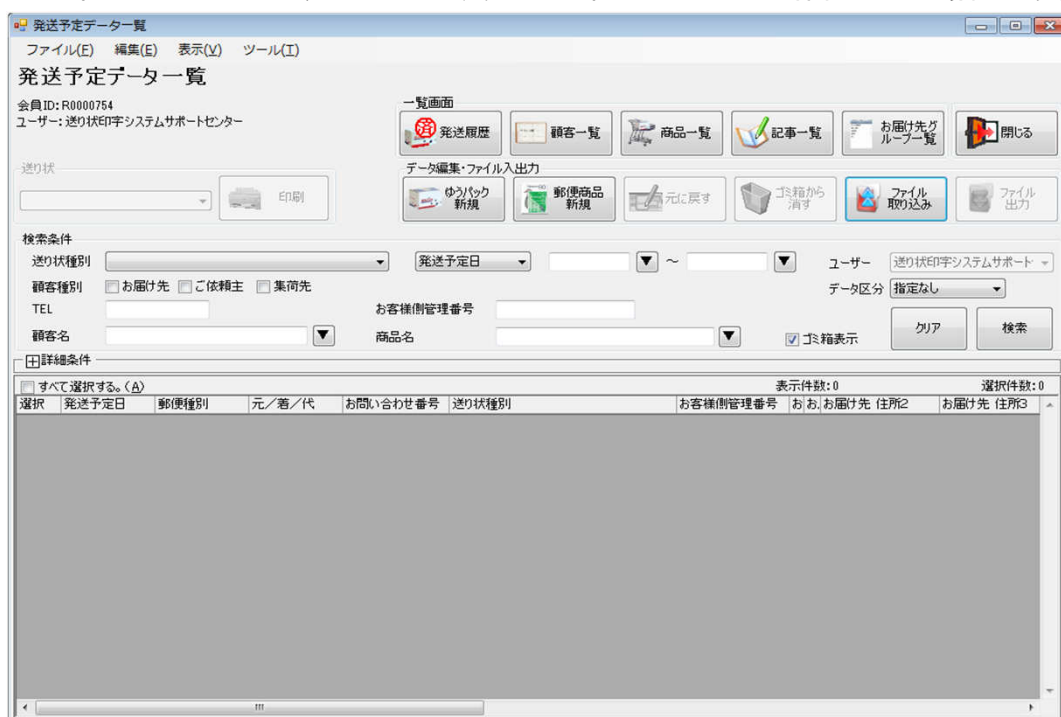 発送予定データ一覧
ファイル(F) 編集(E) 表示(V) ツール(T)
発送予定データ一覧
会員ID: R0000754
ユーザー: 送り状印字システムサポートセンター
一覧画面
発送履歴 顧客一覧 商品一覧 記事一覧 お届け先グループ一覧 閉じる
送り状
印刷
データ編集・ファイル入出力
ゆうパック新規 郵便商品新規 元に戻す ゴミ箱から消す ファイル取り込み ファイル出力
検索条件
送り状種別 発送予定日 ～ ユーザー 送り状印字システムサポート
顧客種別 お届け先 ご依頼主 集荷先 データ区分 指定なし
TEL お客様側管理番号
顧客名 商品名 ゴミ箱表示 クリア 検索
詳細条件
すべて選択する。(A) 表示件数: 0 選択件数: 0
選択 発送予定日 郵便種別 元／着／代 お問い合わせ番号 送り状種別 お客様側管理番号 お お. お届け先 住所2 お届け先 住所3